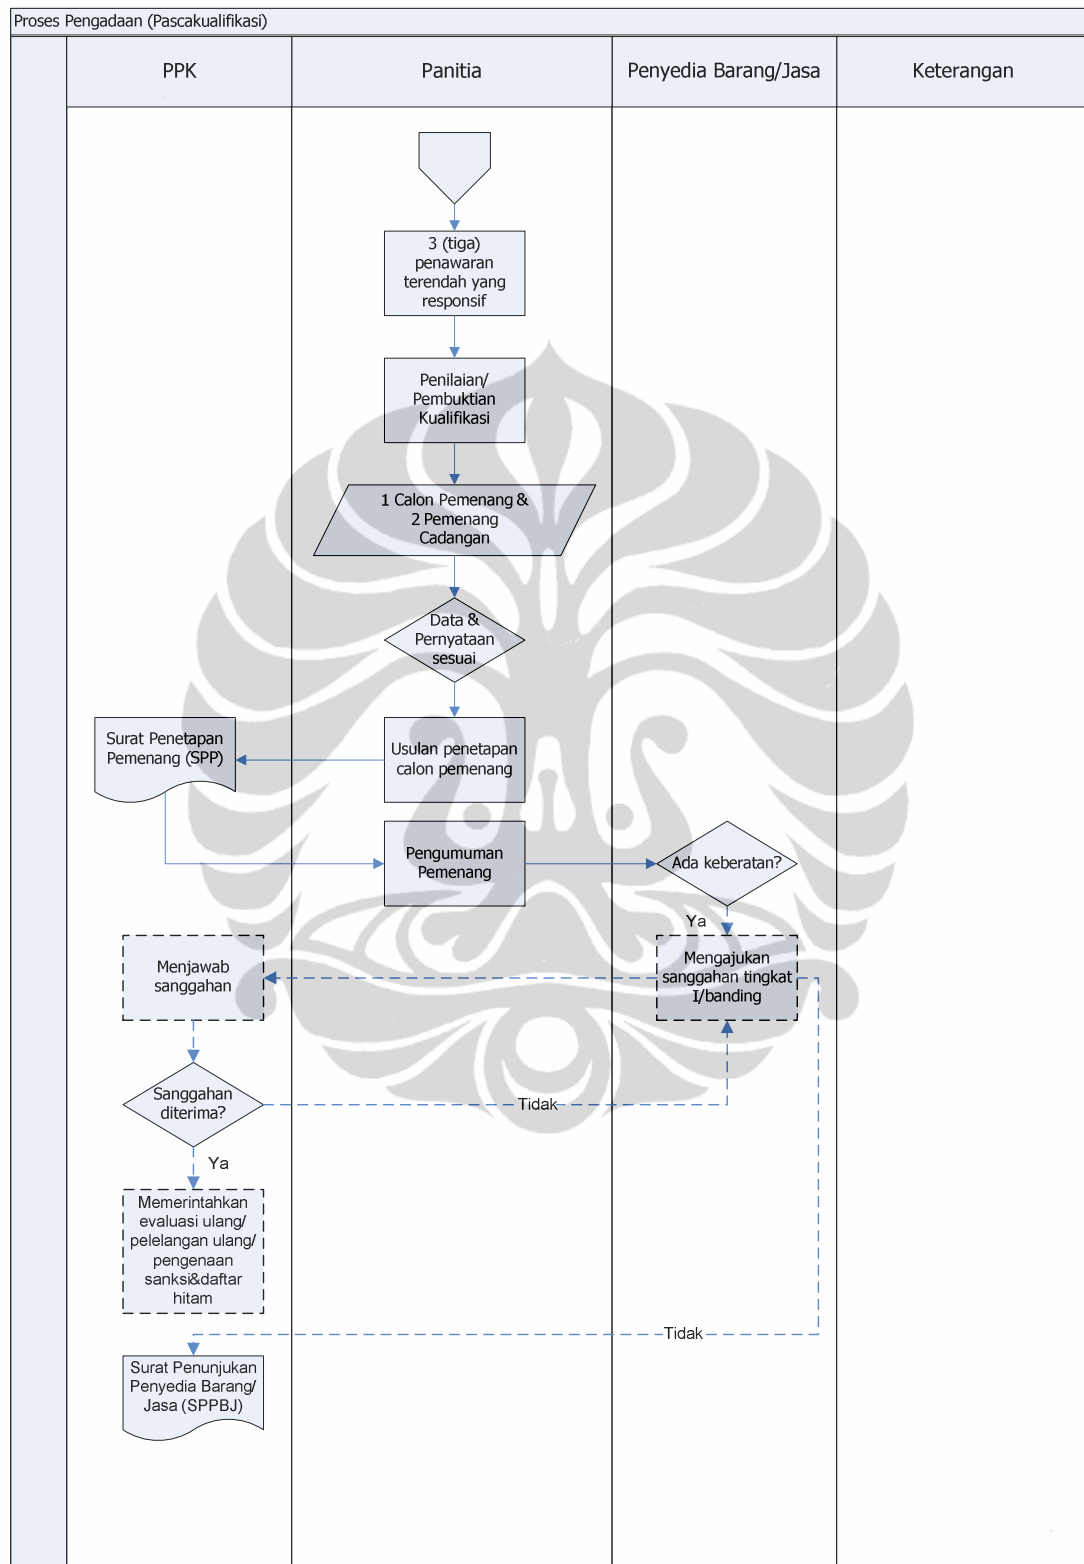 Proses Pengadaan (Pascakualifikasi)
PPK
Panitia
Penyedia Barang/Jasa
Keterangan
3 (tiga)
penawaran
terendah yang
responsif
Penilaian/
Pembuktian
Kualifikasi
1 Calon Pemenang &
2 Pemenang
Cadangan
Data &
Pernyataan
sesuai
Surat Penetapan
Pemenang (SPP)
Usulan penetapan
calon pemenang
Pengumuman
Pemenang
Ada keberatan?
Ya
Menjawab
sanggahan
Mengajukan
sanggahan tingkat
I/banding
Sanggahan
diterima?
Tidak
Ya
Memerintahkan
evaluasi ulang/
pelelangan ulang/
pengenaan
sanksi&daftar
hitam
Tidak
Surat Penunjukan
Penyedia Barang/
Jasa (SPPBJ)